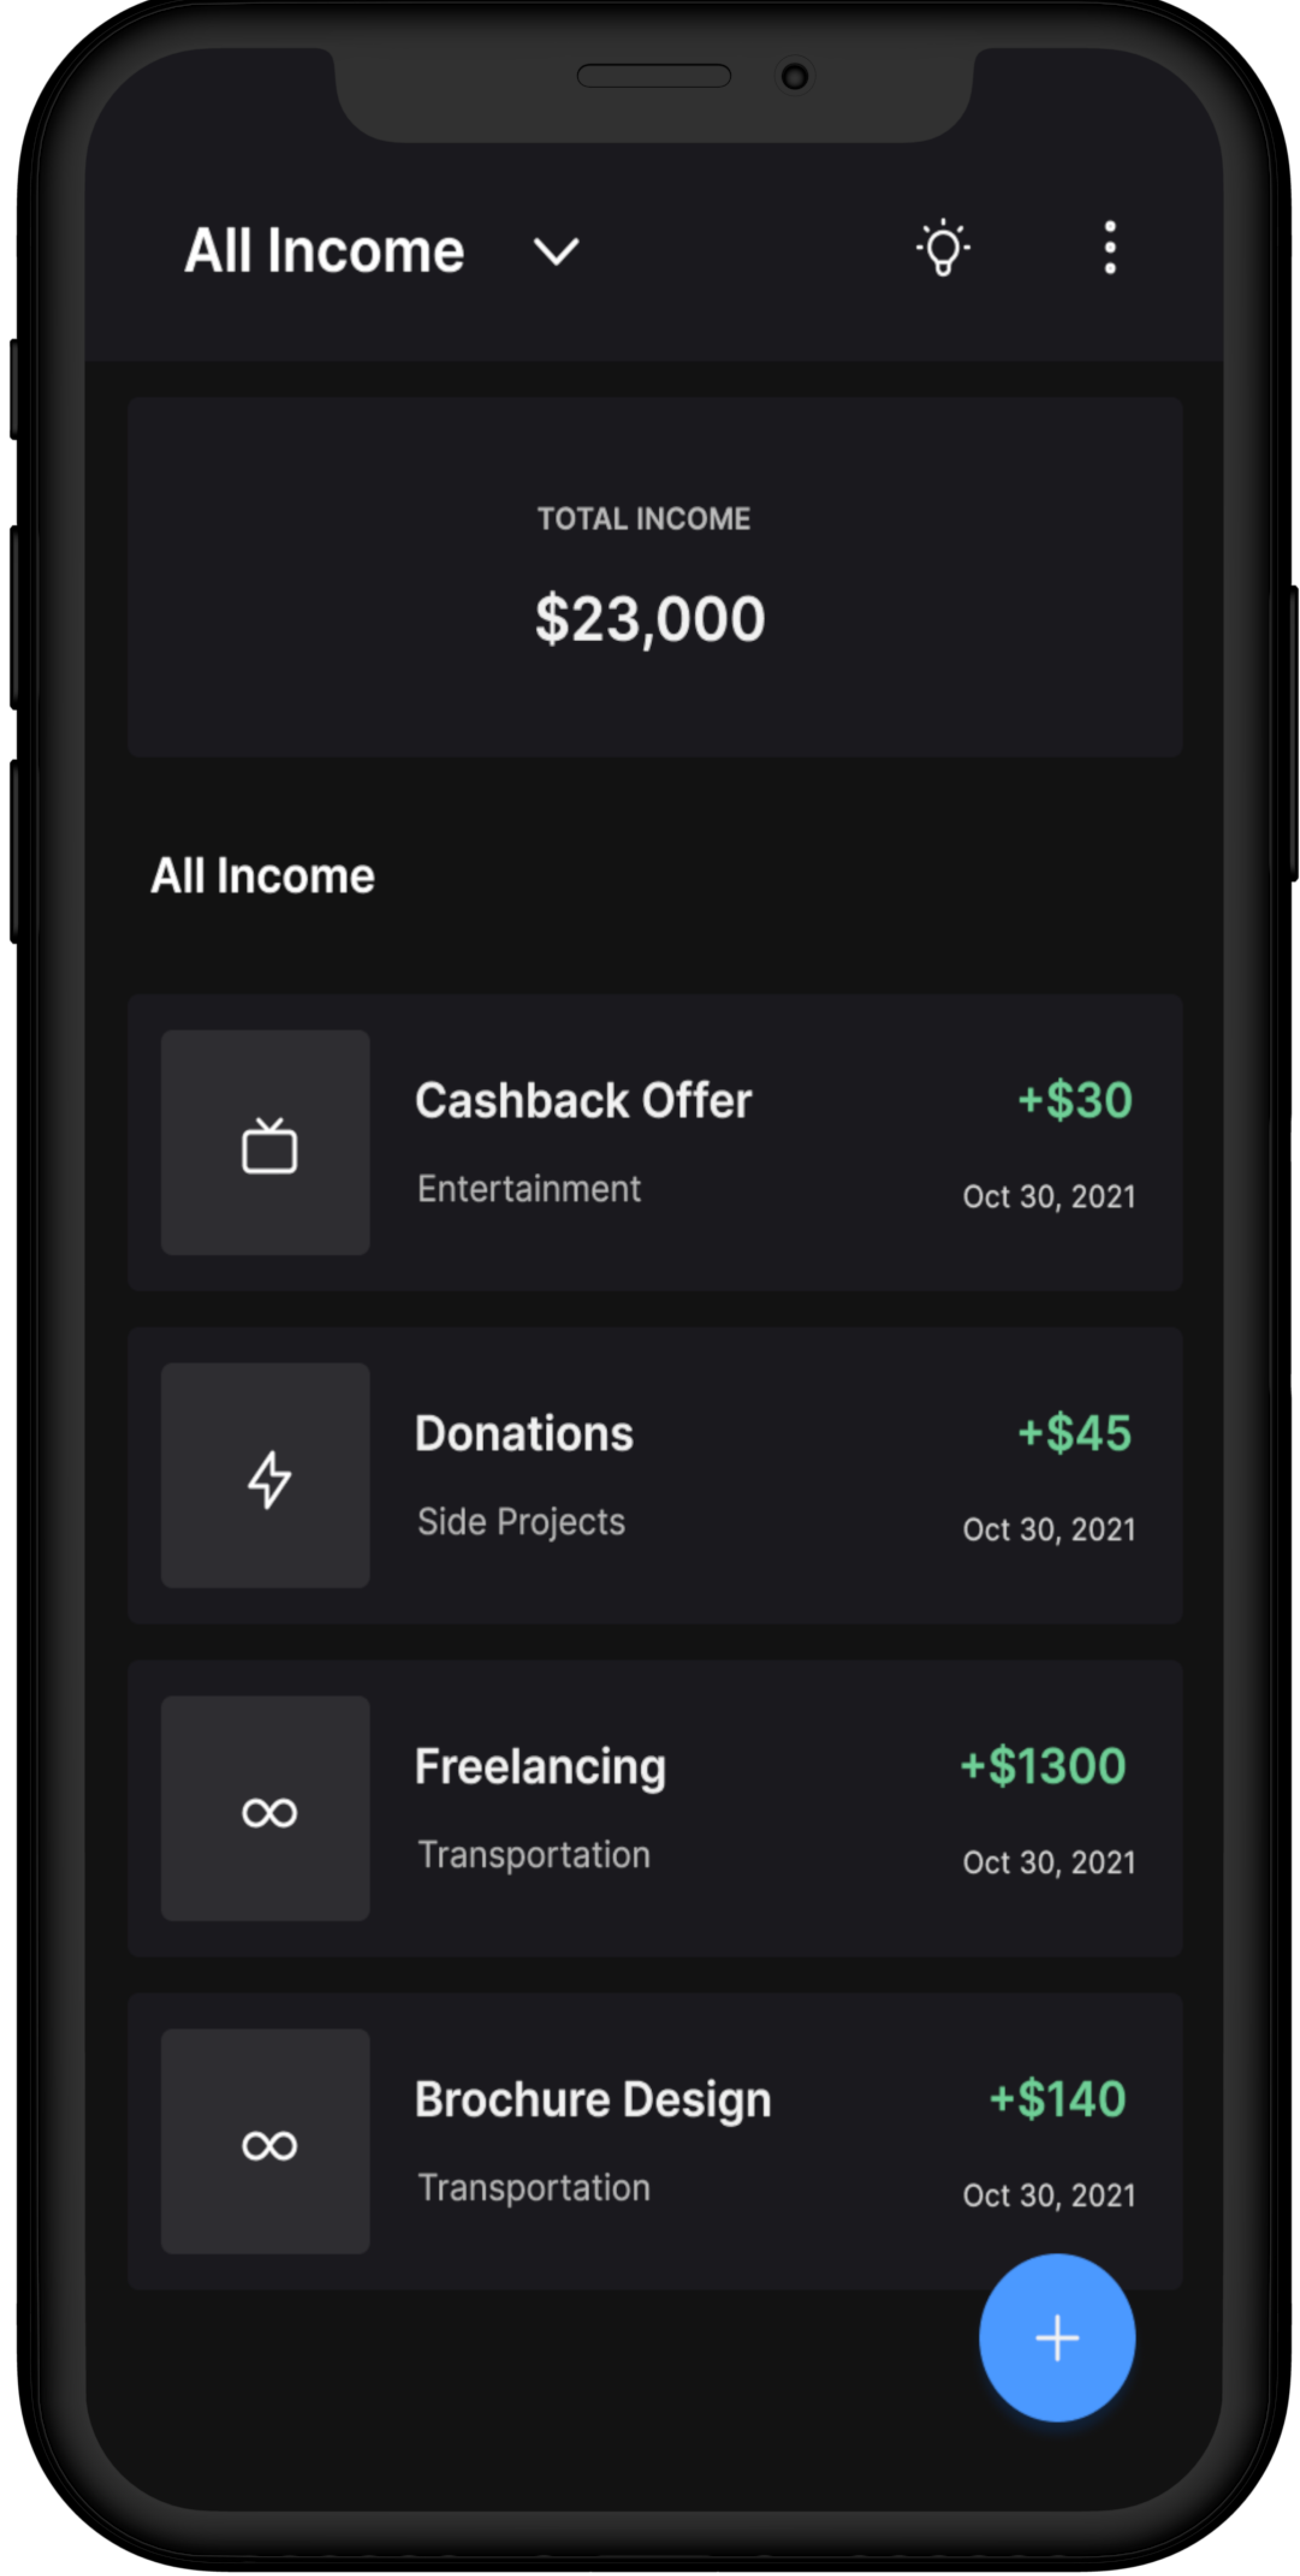 All Income
TOTAL INCOME
$23,000
All Income
Cashback Offer
+$30
Entertainment
Oct 30, 2021
Donations
+$45
Side Projects
Oct 30, 2021
Freelancing
+$1300
Transportation
Oct 30, 2021
Brochure Design
+$140
Transportation
Oct 30, 2021